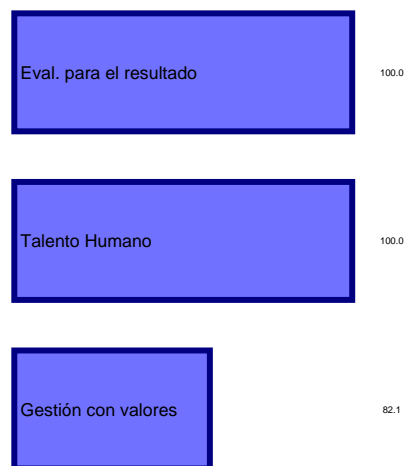 Eval. para el resultado 100.0
Talento Humano 100.0
Gestión con valores 82.1